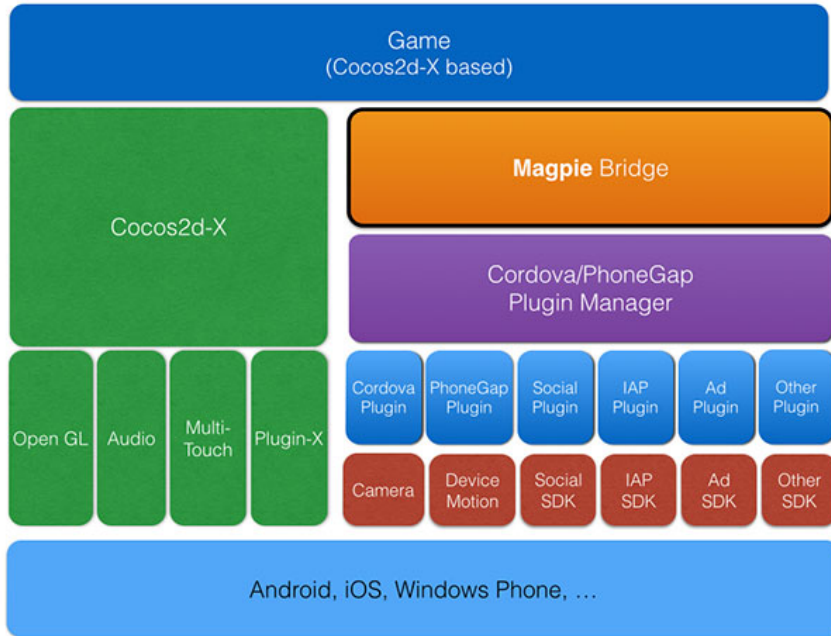 Game
(Cocos2d-X based)
Cocos2d-X
Magpie Bridge
Cordova/PhoneGap
Plugin Manager
Open GL
Audio
Multi-
Touch
Plugin-X
Cordova
Plugin
PhoneGap
Plugin
Social
Plugin
IAP
Plugin
Ad
Plugin
Other
Plugin
Camera
Device
Motion
Social
SDK
IAP
SDK
Ad
SDK
Other
SDK
Android, iOS, Windows Phone, …